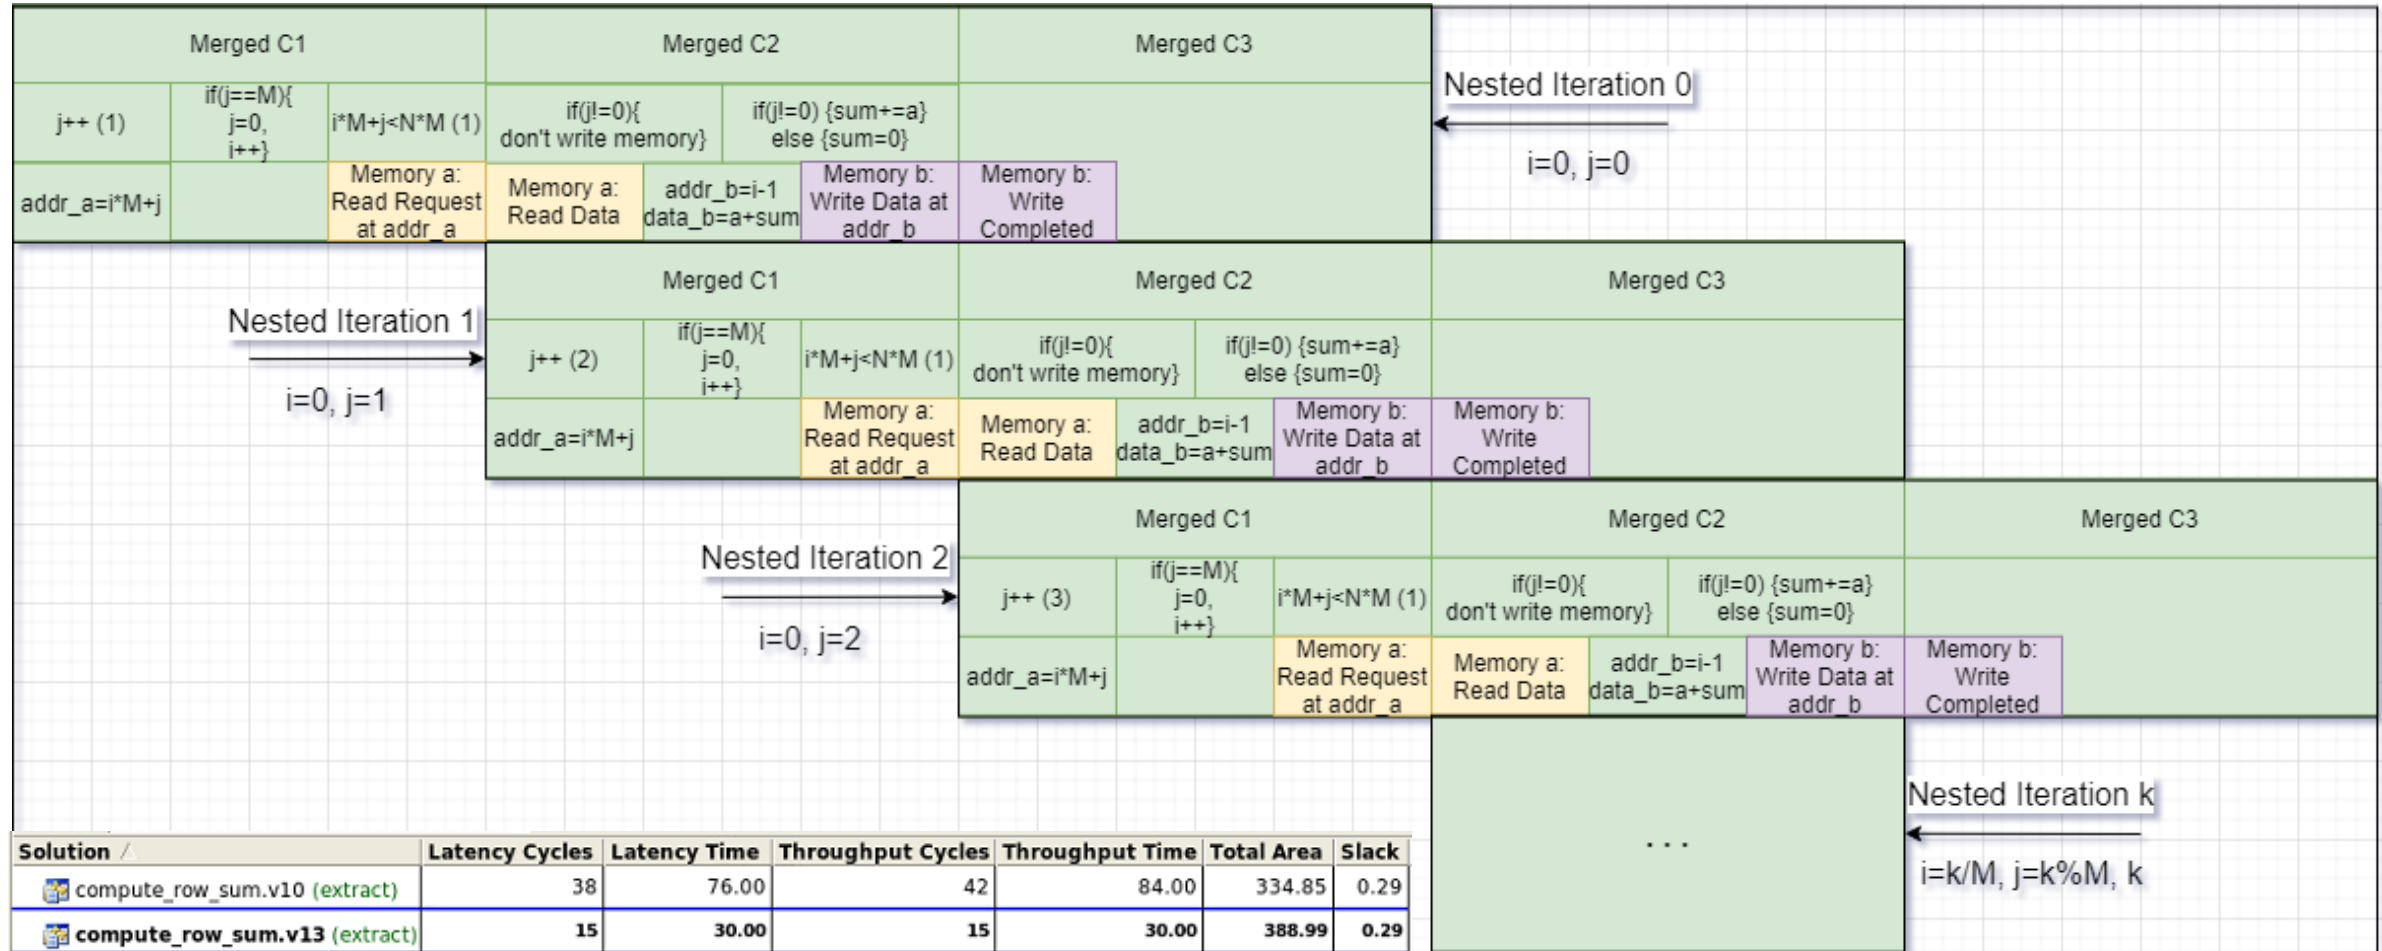 Merged C1
Merged C2
Merged C3
j++ (1)
if(j==M){
j=0,
i++}
i*M+j<N*M (1)
if(j!=0){
don't write memory}
if(j!=0) {sum+=a}
else {sum=0}
addr_a=i*M+j
Memory a:
Read Request
at addr_a
Memory a:
Read Data
addr_b=i-1
data_b=a+sum
Memory b:
Write Data at
addr_b
Memory b:
Write
Completed
Nested Iteration 0
i=0, j=0
Nested Iteration 1
i=0, j=1
Merged C1
Merged C2
Merged C3
j++ (2)
if(j==M){
j=0,
i++}
i*M+j<N*M (1)
if(j!=0){
don't write memory}
if(j!=0) {sum+=a}
else {sum=0}
addr_a=i*M+j
Memory a:
Read Request
at addr_a
Memory a:
Read Data
addr_b=i-1
data_b=a+sum
Memory b:
Write Data at
addr_b
Memory b:
Write
Completed
Nested Iteration 2
i=0, j=2
Merged C1
Merged C2
Merged C3
j++ (3)
if(j==M){
j=0,
i++}
i*M+j<N*M (1)
if(j!=0){
don't write memory}
if(j!=0) {sum+=a}
else {sum=0}
addr_a=i*M+j
Memory a:
Read Request
at addr_a
Memory a:
Read Data
addr_b=i-1
data_b=a+sum
Memory b:
Write Data at
addr_b
Memory b:
Write
Completed
. . .
Nested Iteration k
i=k/M, j=k%M, k
Solution Latency Cycles Latency Time Throughput Cycles Throughput Time Total Area Slack
compute_row_sum.v10 (extract) 38 76.00 42 84.00 334.85 0.29
compute_row_sum.v13 (extract) 15 30.00 15 30.00 388.99 0.29